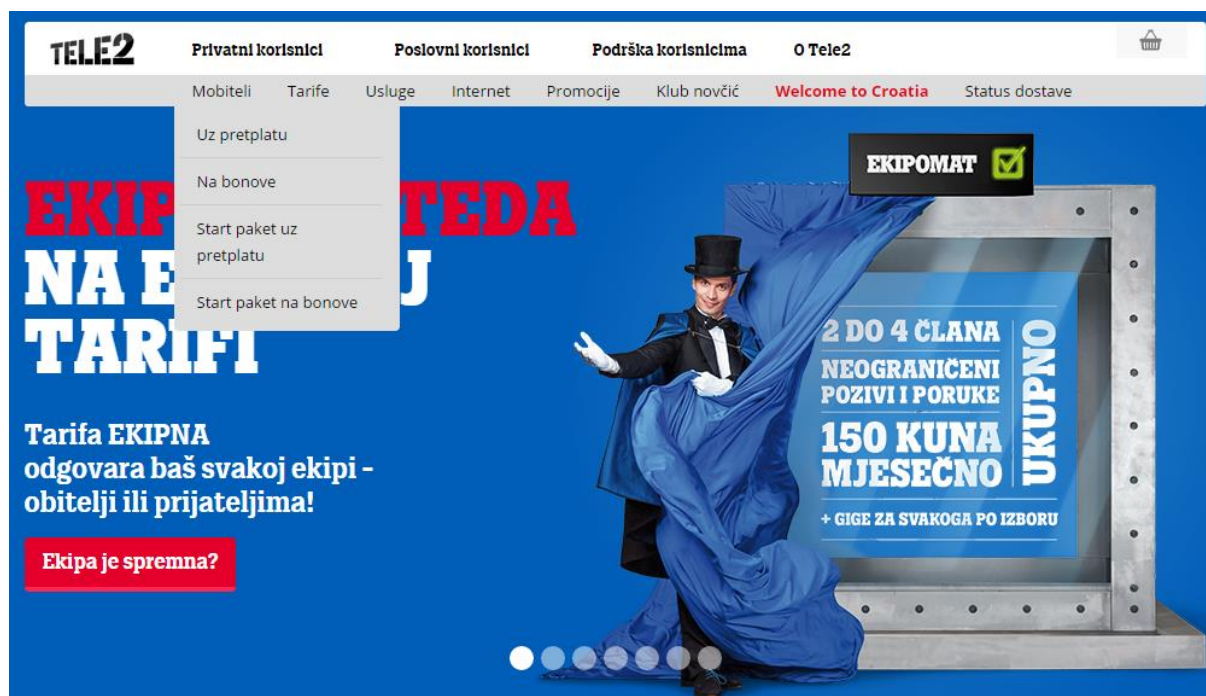 TELE2
Privatni korisnici Poslovni korisnici Podrška korisnicima O Tele2
Mobiteli Tarife Usluge Internet Promocije Klub novčić Welcome to Croatia Status dostave
Uz pretplatu
Na bonove
Start paket uz
pretplatu
Start paket na bonove
NA
TARIFI
Tarifa EKIPNA
odgovara baš svakoj ekipi -
obitelji ili prijateljima!
Ekipa je spremna?
EKIPOMAT
2 DO 4 ČLANA
NEOGRANIČENI
POZIVI I PORUKE
150 KUNA
MJESEČNO
UKUPNO
+ GIGE ZA SVAKOGA PO IZBORU